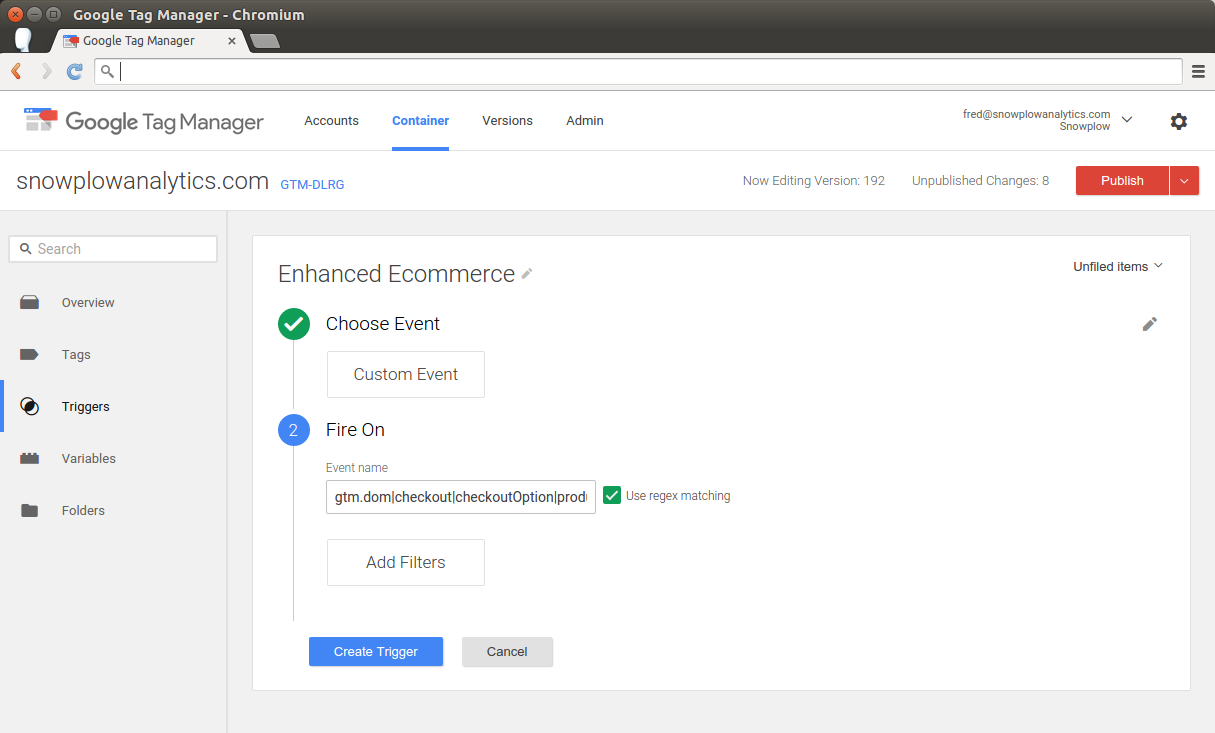 Google Tag Manager - Chromium
Google Tag Manager
Google Tag Manager
Accounts
Container
Versions
Admin
fred@snowplowanalytics.com
Snowplow
snowplowanalytics.com GTM-DLRG
Now Editing Version: 192
Unpublished Changes: 8
Publish
Search
Overview
Tags
Triggers
Variables
Folders
Enhanced Ecommerce
Unfiled items
Choose Event
Custom Event
2
Fire On
Event name
gtm.dom|checkout|checkoutOption|prod
Use regex matching
Add Filters
Create Trigger
Cancel